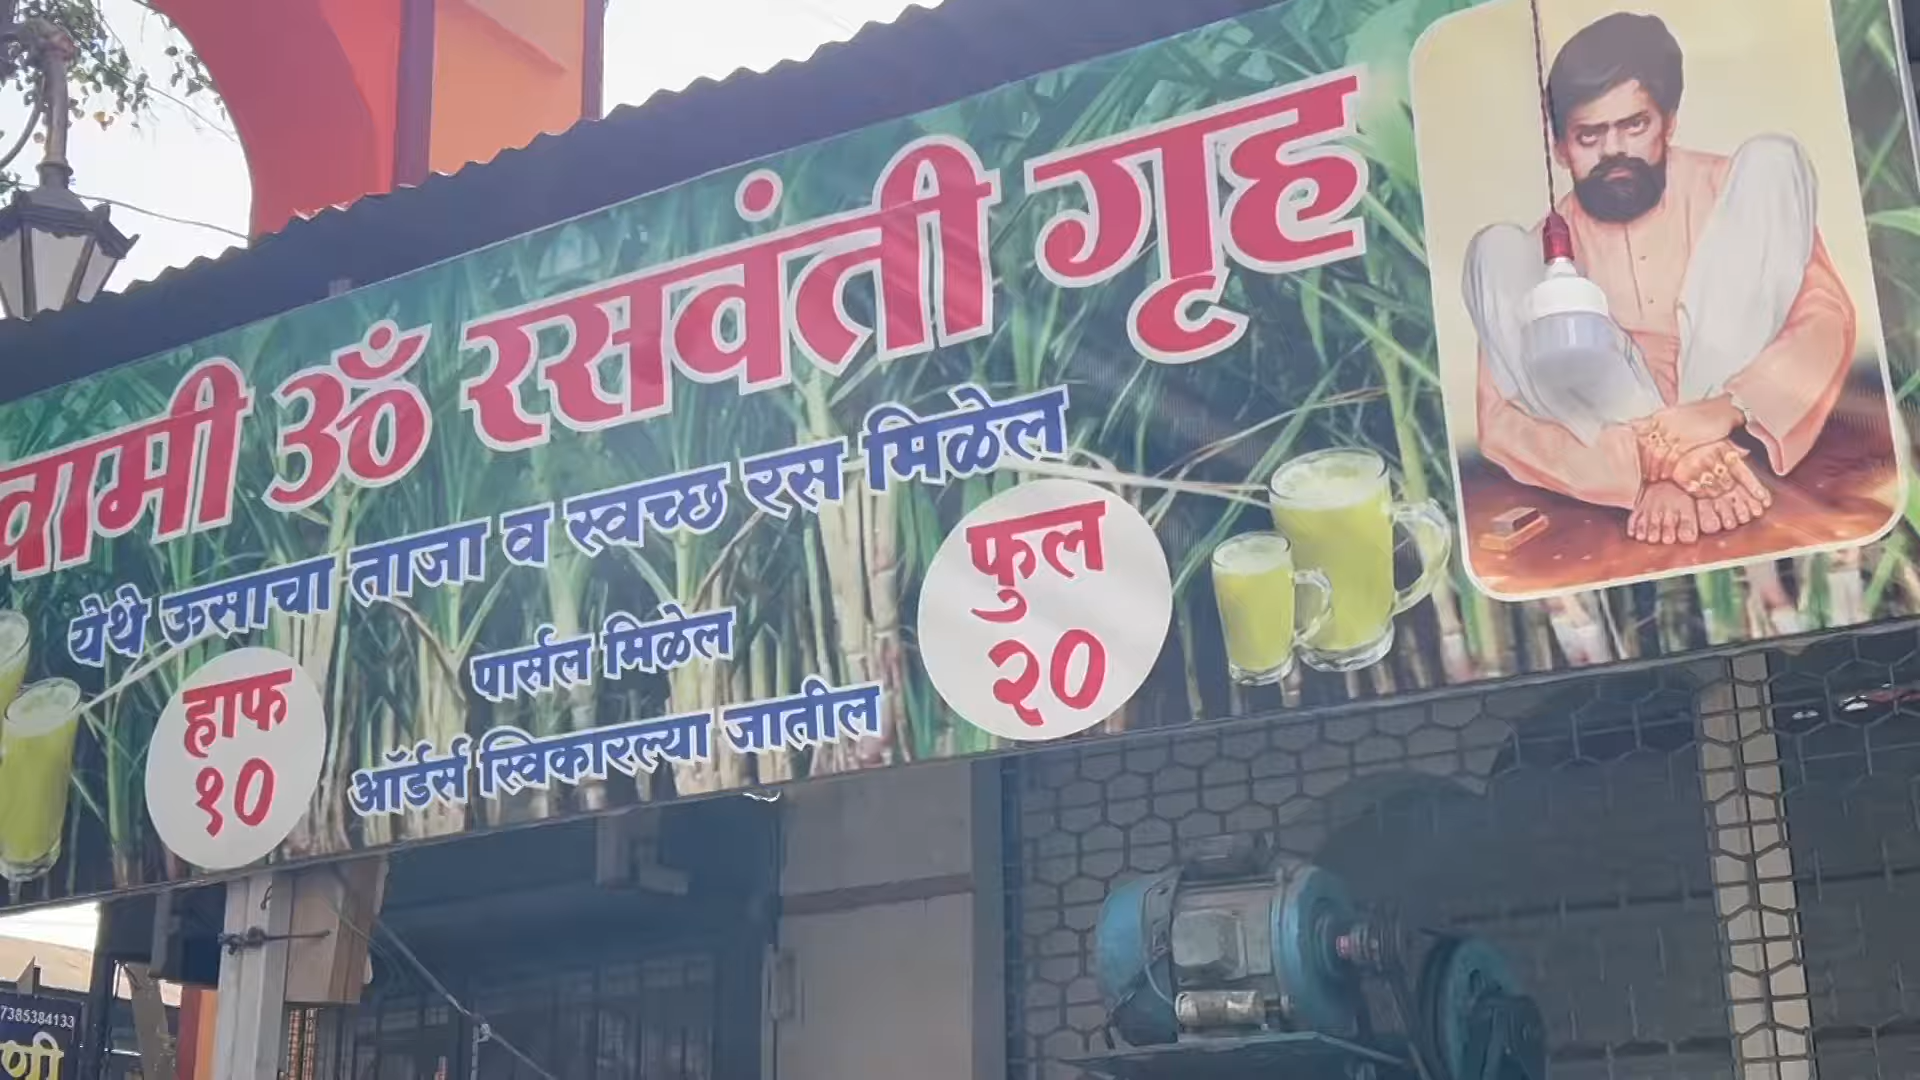 वामी ॐ रसवंती गृह
येथे ऊसाचा ताजा व स्वच्छ रस मिळेल
हाफ
१०
पार्सल मिळेल
ऑर्डर्स स्विकारल्या जातील
फुल
२०
7385384133
णी